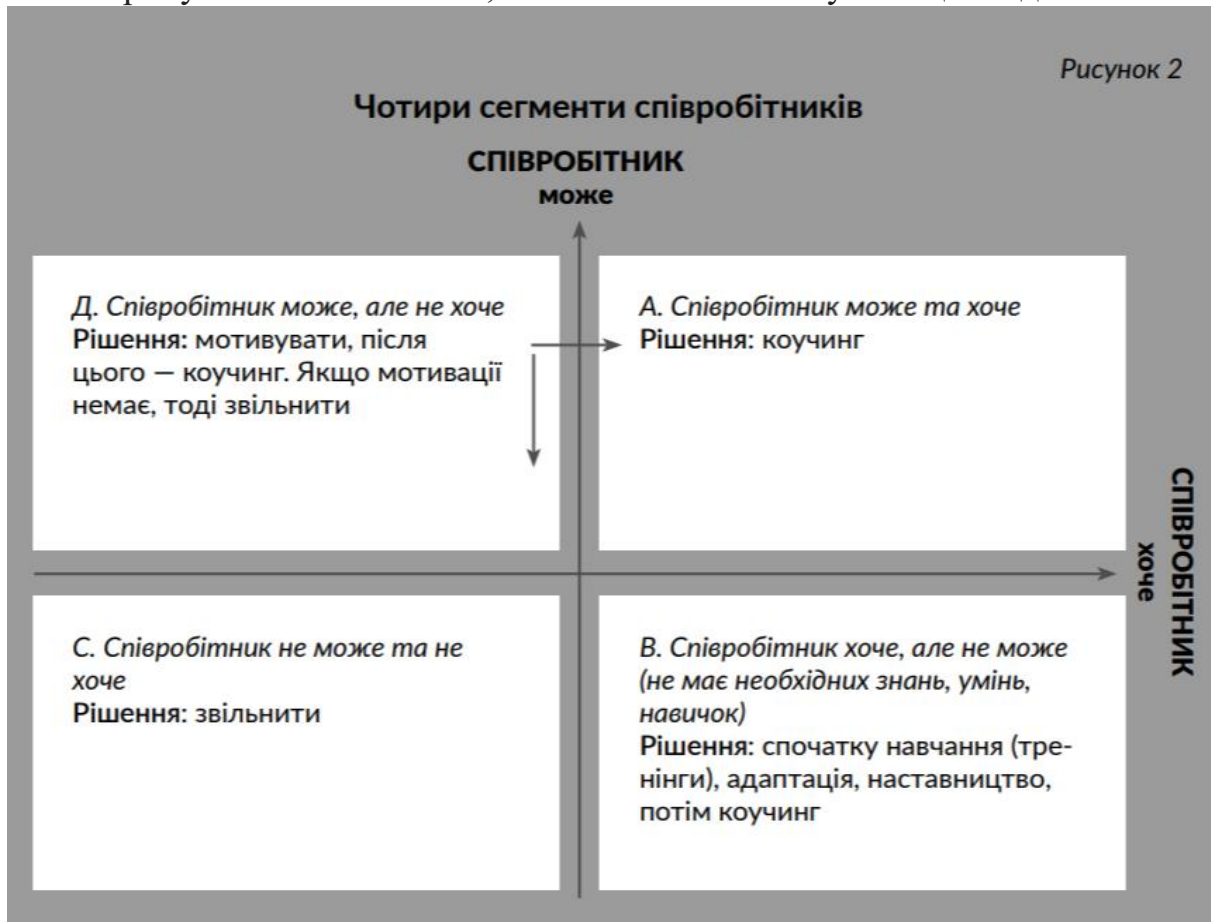 Рисунок 2
Чотири сегменти співробітників
СПІВРОБІТНИК
може
Д. Співробітник може, але не хоче
Рішення: мотивувати, після
цього — коучинг. Якщо мотивації
немає, тоді звільнити
А. Співробітник може та хоче
Рішення: коучинг
СПІВРОБІТНИК
хоче
С. Співробітник не може та не
хоче
Рішення: звільнити
В. Співробітник хоче, але не може
(не має необхідних знань, умінь,
навичок)
Рішення: спочатку навчання (тре-
нінги), адаптація, наставництво,
потім коучинг